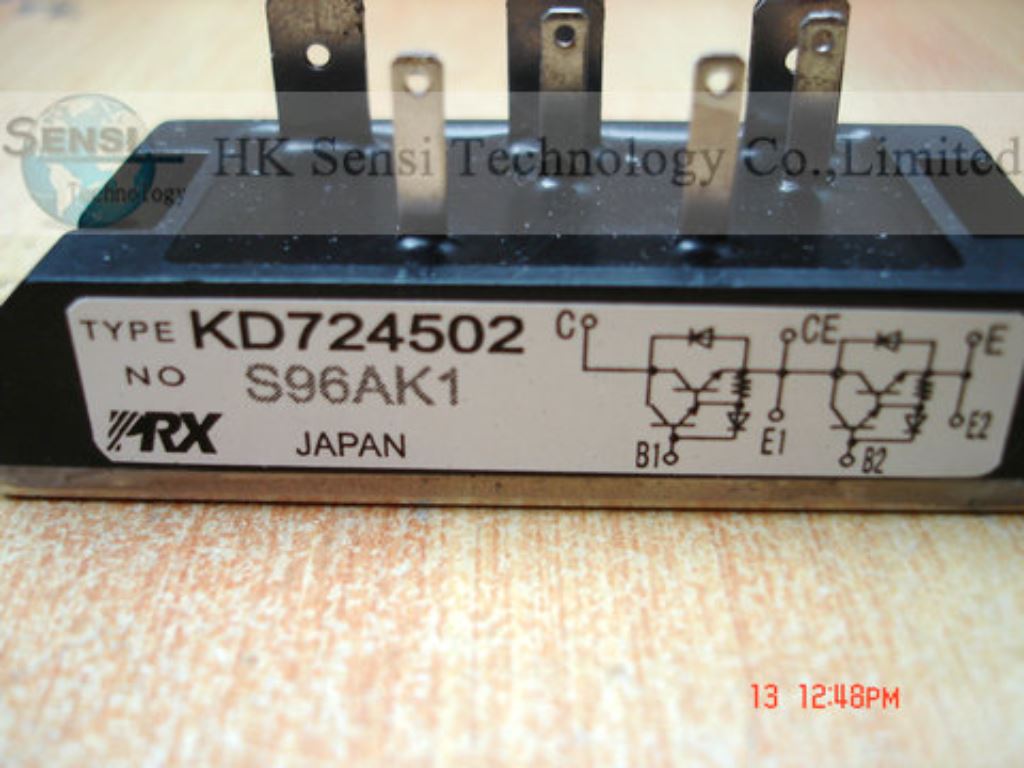 SENSI
Technology
HK Sensi Technology Co.,Limited
TYPE KD724502
NO S96AK1
PRX
JAPAN
C CE E
B1 E1 B2 E2
13 12:48PM